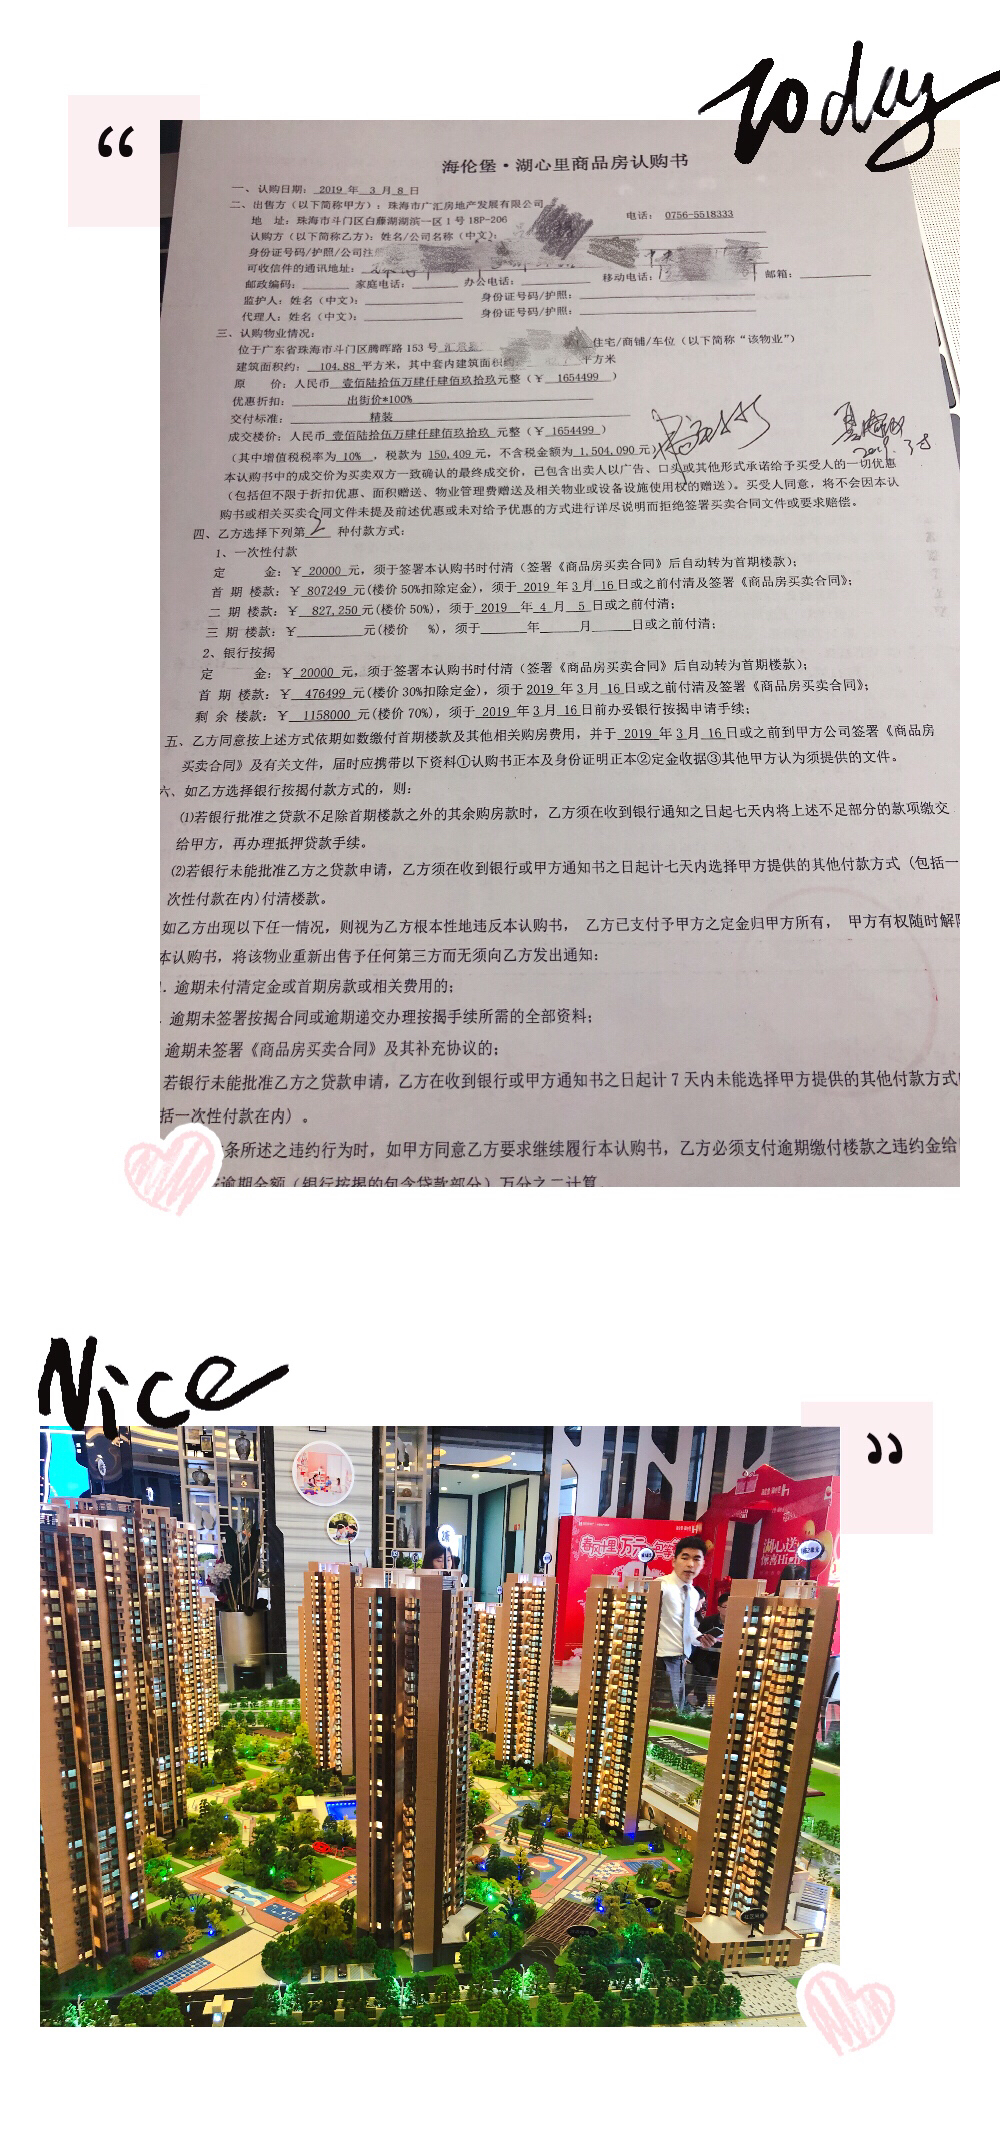 Today
“
海伦堡·湖心里商品房认购书
一、认购日期：2019 年 3 月 8 日
二、出售方（以下简称甲方）：珠海市广汇房地产发展有限公司
地 址：珠海市斗门区白藤湖湖滨一区1号18P-206 电话：0756-5518333
认购方（以下简称乙方）：姓名/公司名称（中文）：
身份证号码/护照/公司注
可收信件的通讯地址： 移动电话： 邮箱：
邮政编码： 家庭电话： 办公电话：
监护人：姓名（中文）： 身份证号码/护照：
代理人：姓名（中文）： 身份证号码/护照：
三、认购物业情况：
位于广东省珠海市斗门区腾晖路 153 号 住宅/商铺/车位（以下简称“该物业”）
建筑面积约：104.88 平方米，其中套内建筑面积约 平方米
原 价：人民币 壹佰陆拾伍万肆仟肆佰玖拾玖元整（￥ 1654499 ）
优惠折扣： 出街价*100%
交付标准： 精装
成交楼价：人民币 壹佰陆拾伍万肆仟肆佰玖拾玖 元整（￥ 1654499 ）
（其中增值税税率为 10% ，税款为 150,409 元，不含税金额为 1,504,090 元） 2019.3.8
本认购书中的成交价为买卖双方一致确认的最终成交价，已包含出卖人以广告、口头或其他形式承诺给予买受人的一切优惠
（包括但不限于折扣优惠、面积赠送、物业管理费赠送及相关物业或设备设施使用权的赠送）。买受人同意，将不会因本认
购书或相关买卖合同文件未提及前述优惠或未对给予优惠的方式进行详尽说明而拒绝签署买卖合同文件或要求赔偿。
四、乙方选择下列第 2 种付款方式：
1、一次性付款
定 金：￥ 20000 元，须于签署本认购书时付清（签署《商品房买卖合同》后自动转为首期楼款）；
首 期 楼款：￥ 807249 元(楼价50%扣除定金)，须于 2019 年 3 月 16 日或之前付清及签署《商品房买卖合同》；
二 期 楼款：￥ 827,250 元(楼价50%)，须于 2019 年 4 月 5 日或之前付清；
三 期 楼款：￥ 元(楼价 %)，须于 年 月 日或之前付清；
2、银行按揭
定 金：￥ 20000 元，须于签署本认购书时付清（签署《商品房买卖合同》后自动转为首期楼款）；
首 期 楼款：￥ 476499 元(楼价30%扣除定金)，须于 2019 年 3 月 16 日或之前付清及签署《商品房买卖合同》；
剩 余 楼款：￥ 1158000 元(楼价70%)，须于 2019 年 3 月 16 日前办妥银行按揭申请手续；
五、乙方同意按上述方式依期如数缴付首期楼款及其他相关购房费用，并于 2019 年 3 月 16 日或之前到甲方公司签署《商品房
买卖合同》及有关文件，届时应携带以下资料①认购书正本及身份证明正本②定金收据③其他甲方认为须提供的文件。
六、如乙方选择银行按揭付款方式的，则：
⑴若银行批准之贷款不足除首期楼款之外的其余购房款时，乙方须在收到银行通知之日起七天内将上述不足部分的款项缴交
给甲方，再办理抵押贷款手续。
⑵若银行未能批准乙方之贷款申请，乙方须在收到银行或甲方通知书之日起计七天内选择甲方提供的其他付款方式（包括一
次性付款在内)付清楼款。
如乙方出现以下任一情况，则视为乙方根本性地违反本认购书， 乙方已支付予甲方之定金归甲方所有， 甲方有权随时解除
本认购书，将该物业重新出售予任何第三方而无须向乙方发出通知：
. 逾期未付清定金或首期房款或相关费用的；
逾期未签署按揭合同或逾期递交办理按揭手续所需的全部资料；
逾期未签署《商品房买卖合同》及其补充协议的；
若银行未能批准乙方之贷款申请，乙方在收到银行或甲方通知书之日起计 7 天内未能选择甲方提供的其他付款方式
括一次性付款在内）。
条所述之违约行为时，如甲方同意乙方要求继续履行本认购书，乙方必须支付逾期缴付楼款之违约金给
逾期金额（银行按揭的包含贷款部分）万分之二计算
Nice
”
春风十里 万元
湖心送
惊喜High